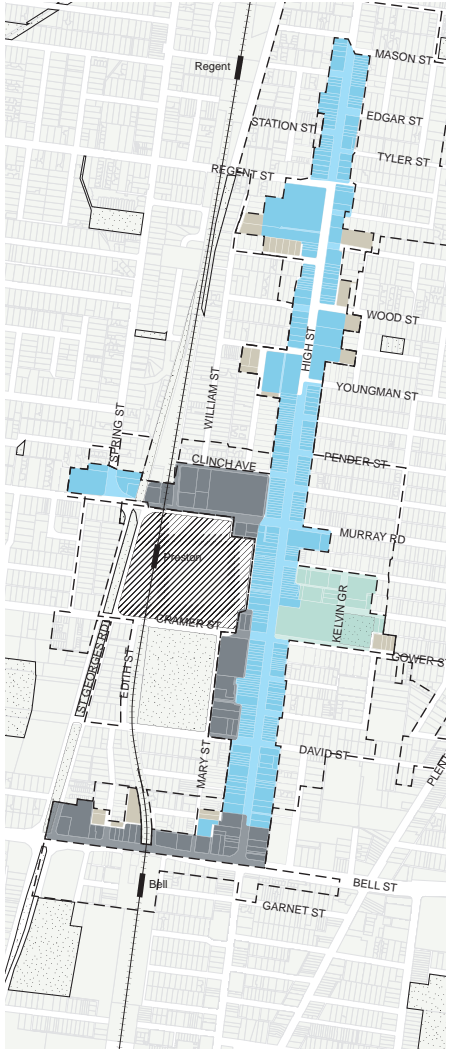 MASON ST
Regent
EDGAR ST
STATION ST
TYLER ST
REGENT ST
WOOD ST
HIGH ST
YOUNGMAN ST
WILLIAM ST
SPRING ST
PENDER ST
CLINCH AVE
MURRAY RD
Preston
KELVIN GR
CRAMER ST
GOWER S
ST GEORGES RD
EDITH ST
DAVID ST
MARY ST
PLENT
BELL ST
Bell
GARNET ST